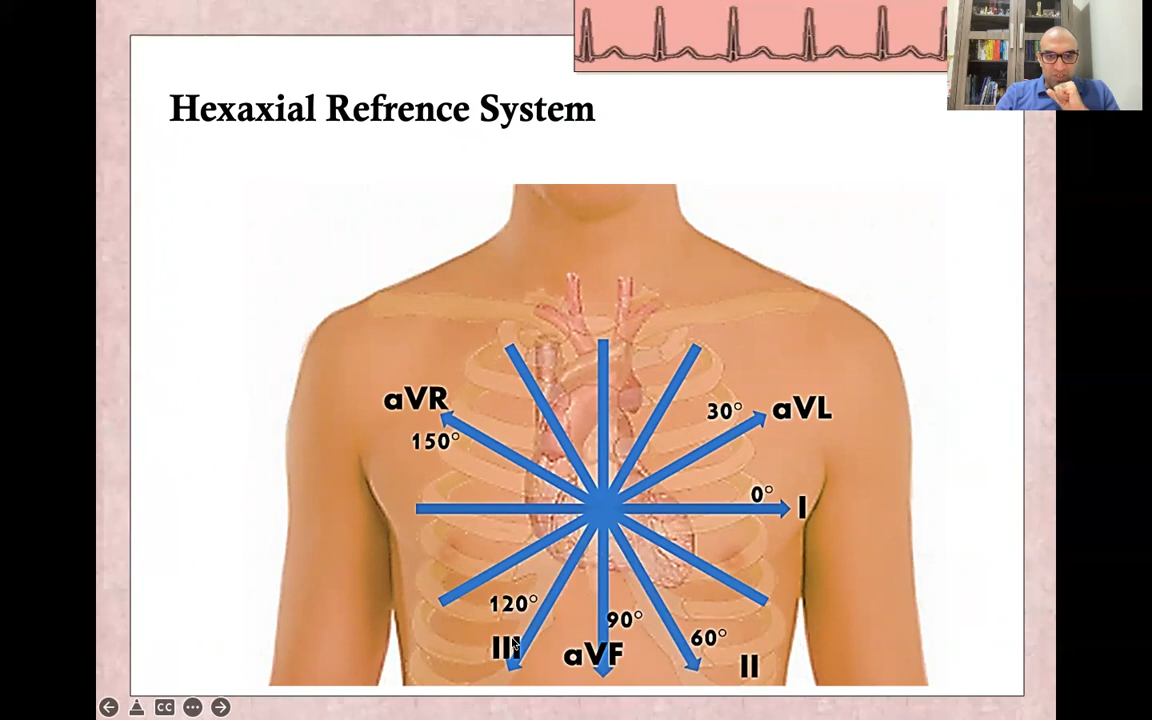 Hexaxial Refrence System
aVR
150°
30°
aVL
0°
I
120°
90°
60°
III
aVF
II
CC